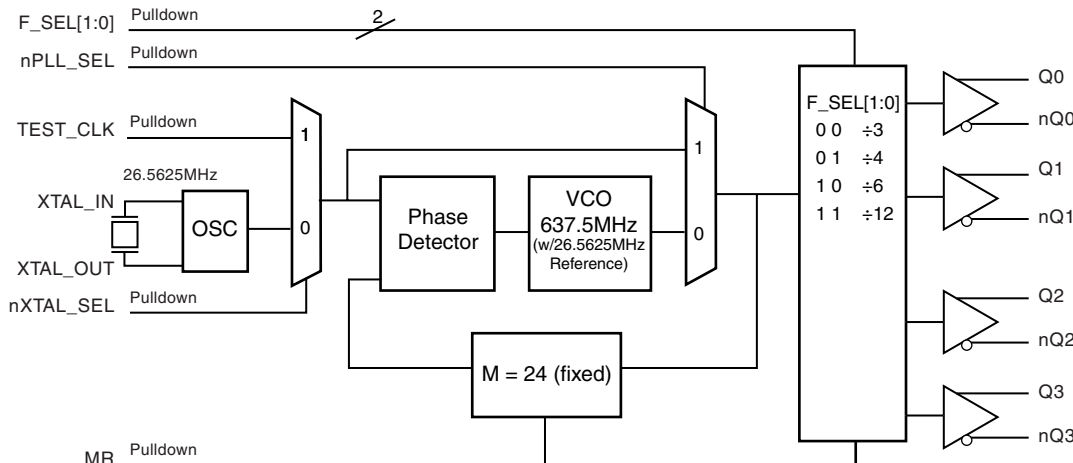 F_SEL[1:0] Pulldown 2
nPLL_SEL Pulldown
TEST_CLK Pulldown
26.5625MHz
XTAL_IN
OSC
XTAL_OUT
nXTAL_SEL Pulldown
1
0
Phase
Detector
VCO
637.5MHz
(w/26.5625MHz
Reference)
1
0
M = 24 (fixed)
MR Pulldown
F_SEL[1:0]
0 0 ÷3
0 1 ÷4
1 0 ÷6
1 1 ÷12
Q0
nQ0
Q1
nQ1
Q2
nQ2
Q3
nQ3